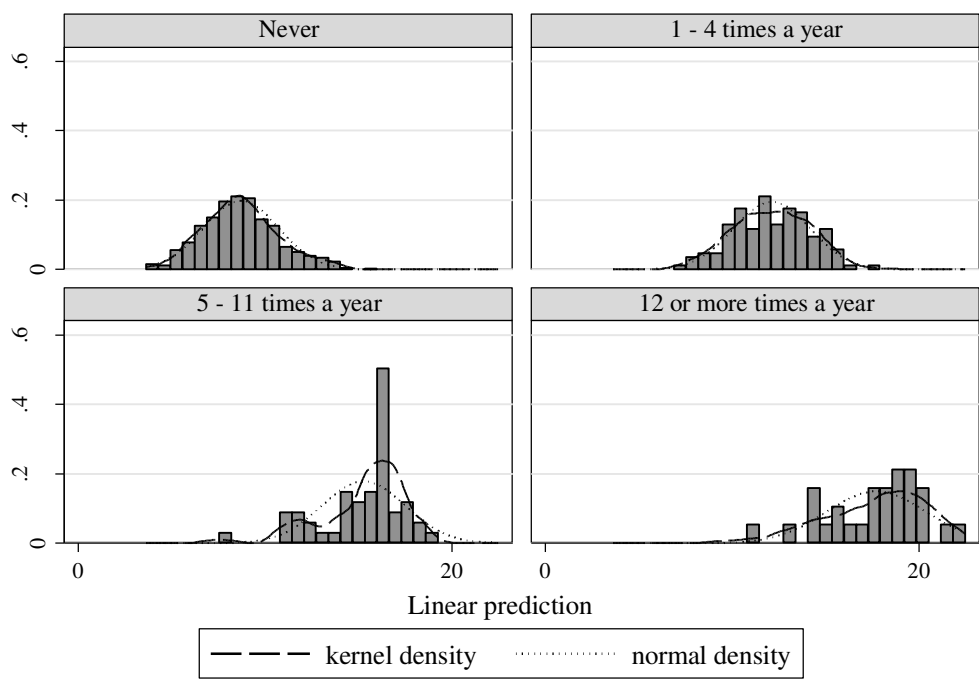 Never
1 - 4 times a year
.6
.4
.2
0
5 - 11 times a year
12 or more times a year
.6
.4
.2
0
0
20
0
20
Linear prediction
kernel density
normal density